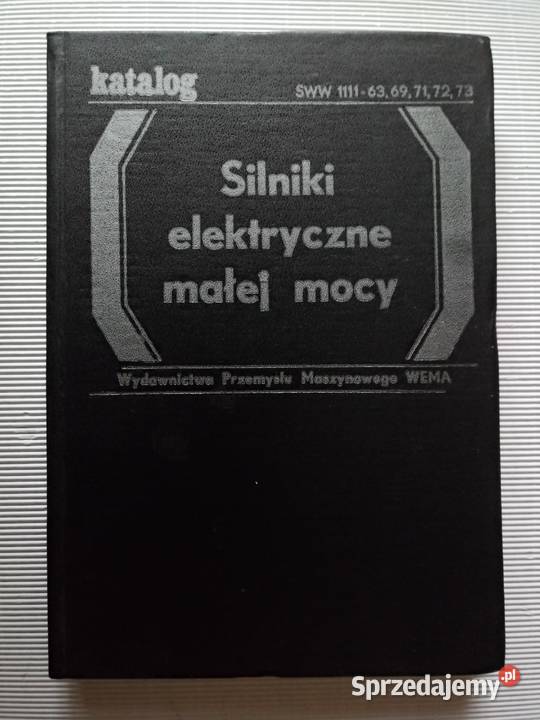 katalog
SWW 1111-63,69,71,72,73
Silniki
elektryczne
małej mocy
Wydawnictwa Przemysłu Maszynowego WEMA
Sprzedajemy.pl